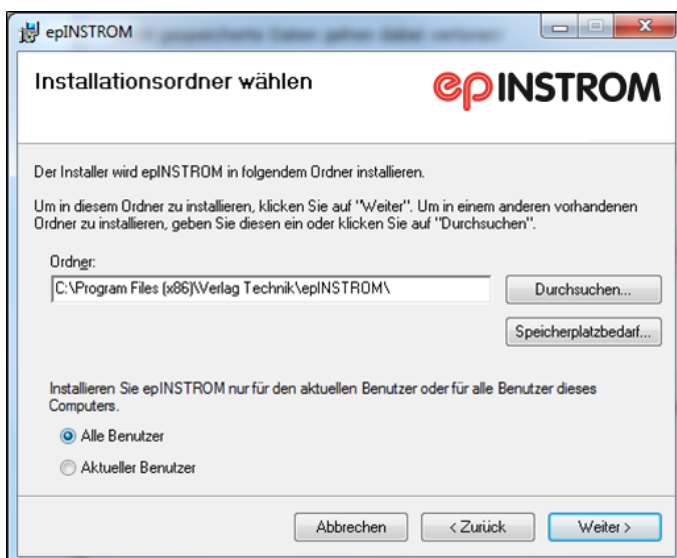 epINSTROM
Installationsordner wählen
ep INSTROM
Der Installer wird epINSTROM in folgendem Ordner installieren.
Um in diesem Ordner zu installieren, klicken Sie auf "Weiter". Um in einem anderen vorhandenen
Ordner zu installieren, geben Sie diesen ein oder klicken Sie auf "Durchsuchen".
Ordner:
C:\Program Files (x86)\Verlag Technik\epINSTROM\
Durchsuchen...
Speicherplatzbedarf...
Installieren Sie epINSTROM nur für den aktuellen Benutzer oder für alle Benutzer dieses
Computers.
Alle Benutzer
Aktueller Benutzer
Abbrechen
< Zurück
Weiter >